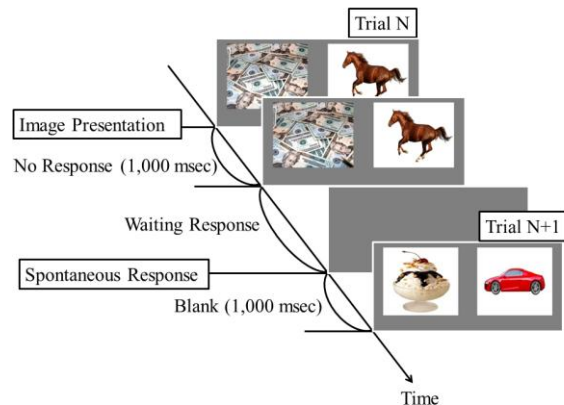 Trial N
Image Presentation
No Response (1,000 msec)
Waiting Response
Trial N+1
Spontaneous Response
Blank (1,000 msec)
Time